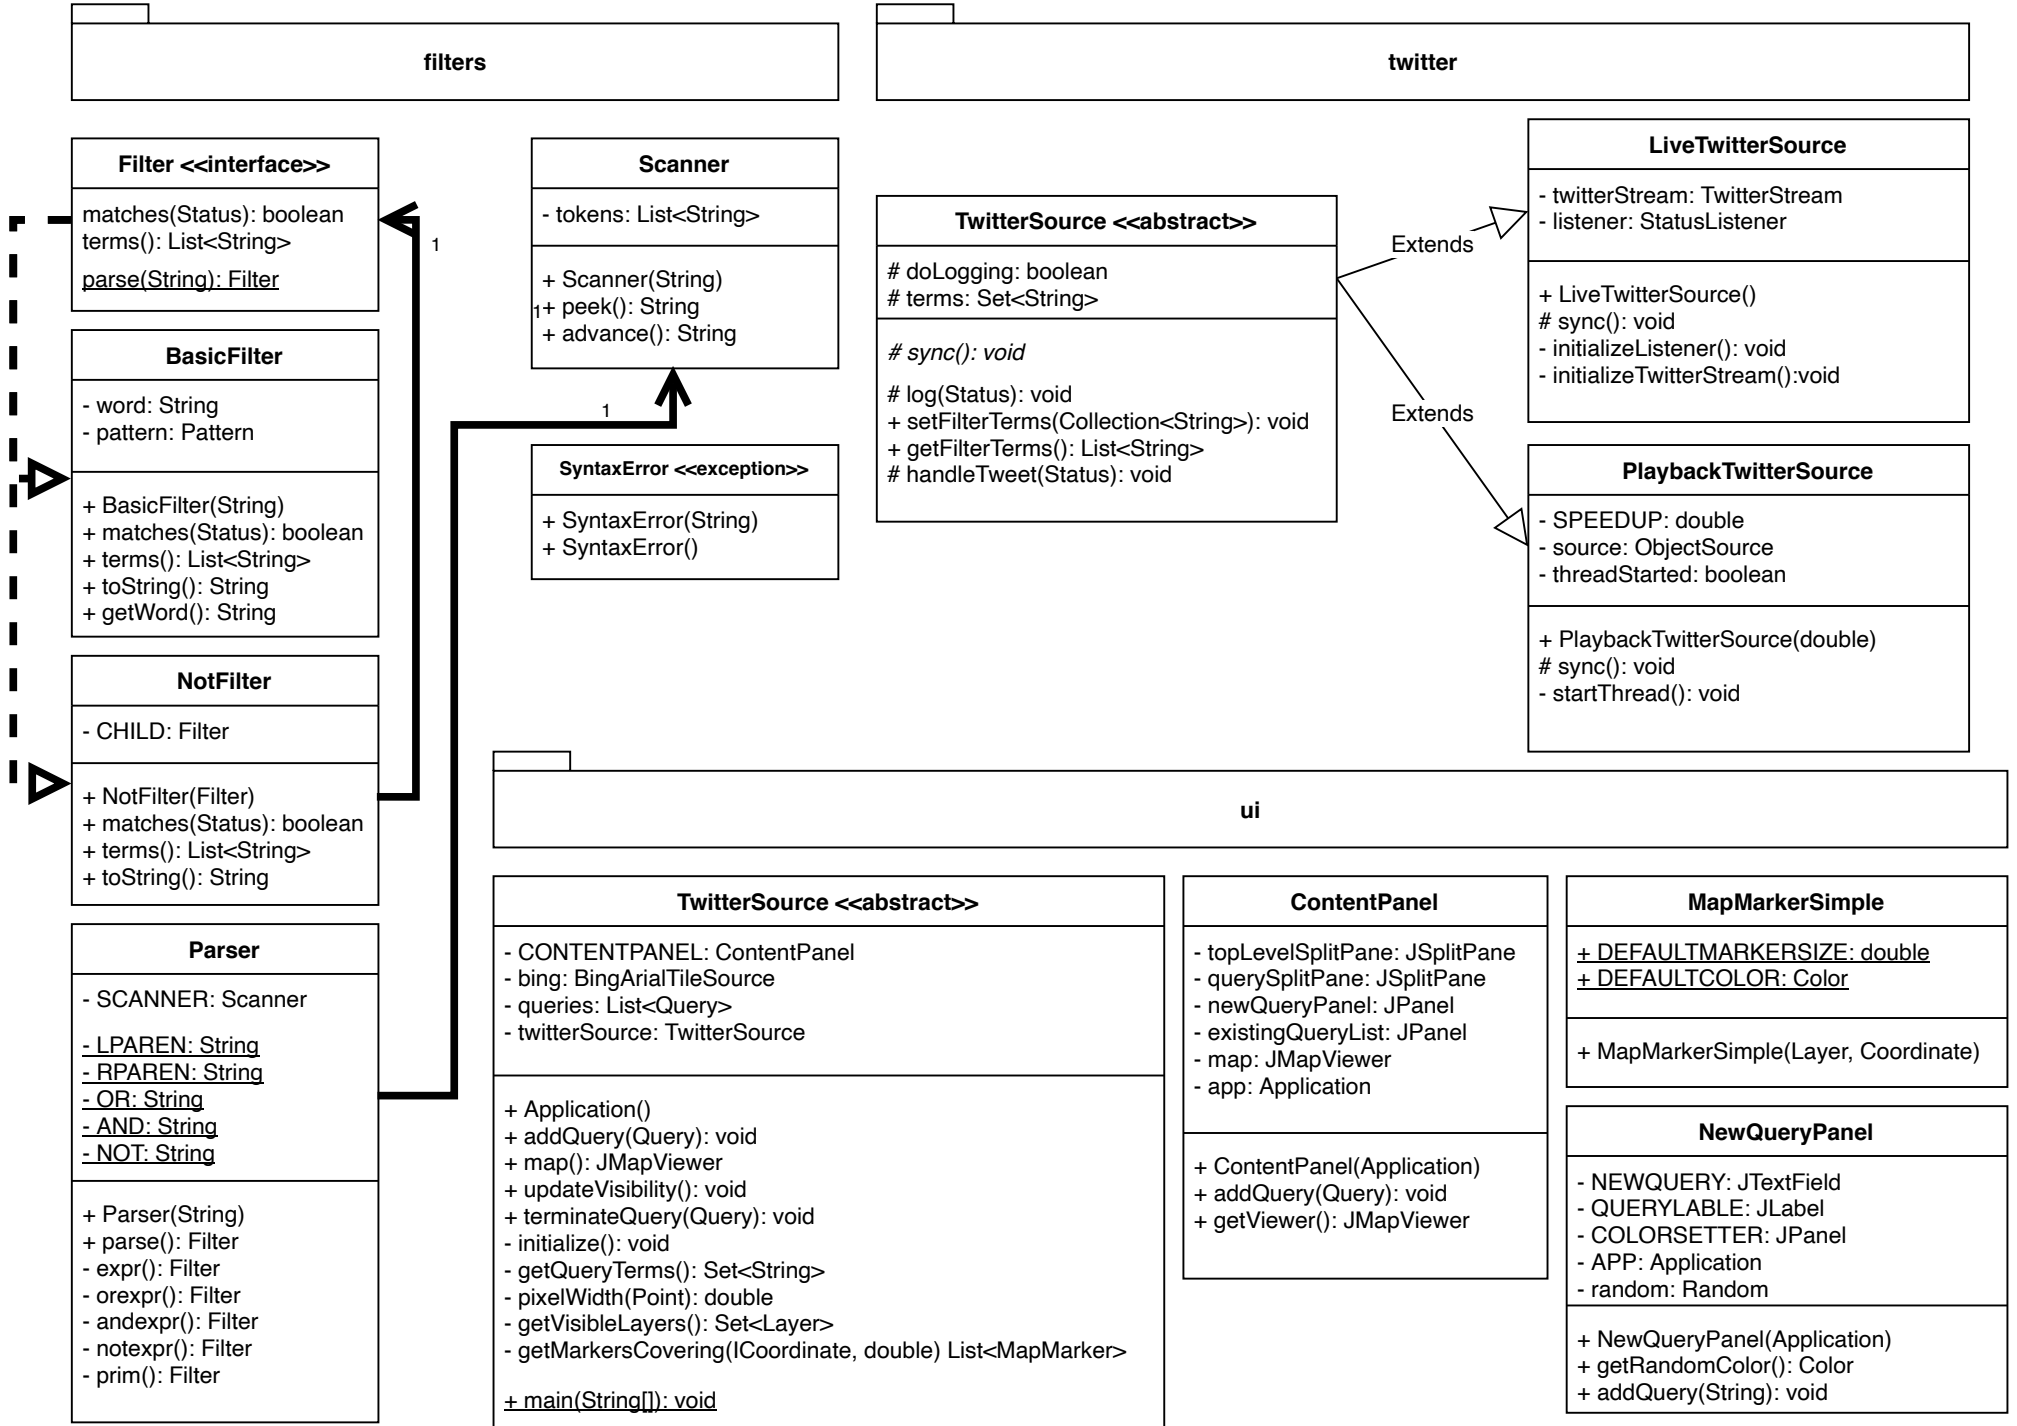 filters
twitter
Filter <<interface>>
matches(Status): boolean
terms(): List<String>
parse(String): Filter
1
BasicFilter
- word: String
- pattern: Pattern
+ BasicFilter(String)
+ matches(Status): boolean
+ terms(): List<String>
+ toString(): String
+ getWord(): String
NotFilter
- CHILD: Filter
+ NotFilter(Filter)
+ matches(Status): boolean
+ terms(): List<String>
+ toString(): String
Parser
- SCANNER: Scanner
- LPAREN: String
- RPAREN: String
- OR: String
- AND: String
- NOT: String
+ Parser(String)
+ parse(): Filter
- expr(): Filter
- orexpr(): Filter
- andexpr(): Filter
- notexpr(): Filter
- prim(): Filter
Scanner
- tokens: List<String>
+ Scanner(String)
1
+ peek(): String
+ advance(): String
1
SyntaxError <<exception>>
+ SyntaxError(String)
+ SyntaxError()
TwitterSource <<abstract>>
# doLogging: boolean
# terms: Set<String>
# sync(): void
# log(Status): void
+ setFilterTerms(Collection<String>): void
+ getFilterTerms(): List<String>
# handleTweet(Status): void
Extends
Extends
LiveTwitterSource
- twitterStream: TwitterStream
- listener: StatusListener
+ LiveTwitterSource()
# sync(): void
- initializeListener(): void
- initializeTwitterStream():void
PlaybackTwitterSource
- SPEEDUP: double
- source: ObjectSource
- threadStarted: boolean
+ PlaybackTwitterSource(double)
# sync(): void
- startThread(): void
ui
TwitterSource <<abstract>>
- CONTENTPANEL: ContentPanel
- bing: BingArialTileSource
- queries: List<Query>
- twitterSource: TwitterSource
+ Application()
+ addQuery(Query): void
+ map(): JMapViewer
+ updateVisibility(): void
+ terminateQuery(Query): void
- initialize(): void
- getQueryTerms(): Set<String>
- pixelWidth(Point): double
- getVisibleLayers(): Set<Layer>
- getMarkersCovering(ICoordinate, double) List<MapMarker>
+ main(String[]): void
ContentPanel
- topLevelSplitPane: JSplitPane
- querySplitPane: JSplitPane
- newQueryPanel: JPanel
- existingQueryList: JPanel
- map: JMapViewer
- app: Application
+ ContentPanel(Application)
+ addQuery(Query): void
+ getViewer(): JMapViewer
MapMarkerSimple
+ DEFAULTMARKERSIZE: double
+ DEFAULTCOLOR: Color
+ MapMarkerSimple(Layer, Coordinate)
NewQueryPanel
- NEWQUERY: JTextField
- QUERYLABLE: JLabel
- COLORSETTER: JPanel
- APP: Application
- random: Random
+ NewQueryPanel(Application)
+ getRandomColor(): Color
+ addQuery(String): void